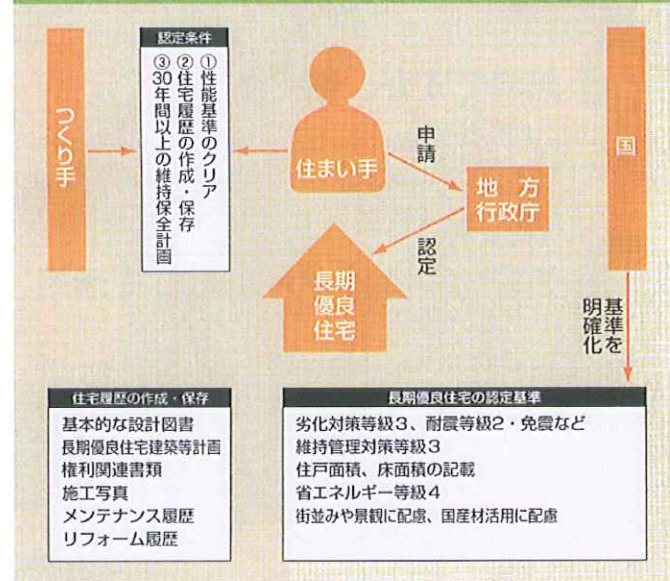 つくり手
認定条件
①性能基準のクリア
②住宅履歴の作成・保存
③30年間以上の維持保全計画
住まい手
申請
地方
行政庁
認定
長期
優良
住宅
国
基準を
明確化
住宅履歴の作成・保存
基本的な設計図書
長期優良住宅建築等計画
権利関連書類
施工写真
メンテナンス履歴
リフォーム履歴
長期優良住宅の認定基準
劣化対策等級3、耐震等級2・免震など
維持管理対策等級3
住戸面積、床面積の記載
省エネルギー等級4
街並みや景観に配慮、国産材活用に配慮